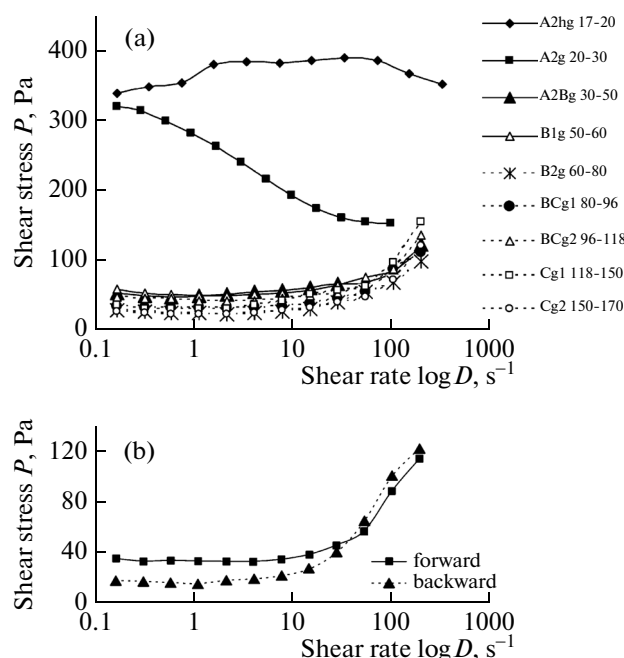 (a)
Shear stress P, Pa
400
300
200
100
0
0.1 1 10 100 1000
Shear rate log D, s⁻¹
A2hg 17-20
A2g 20-30
A2Bg 30-50
B1g 50-60
B2g 60-80
BCg1 80-96
BCg2 96-118
Cg1 118-150
Cg2 150-170
(b)
Shear stress P, Pa
120
80
40
0
0.1 1 10 100 1000
Shear rate log D, s⁻¹
forward
backward